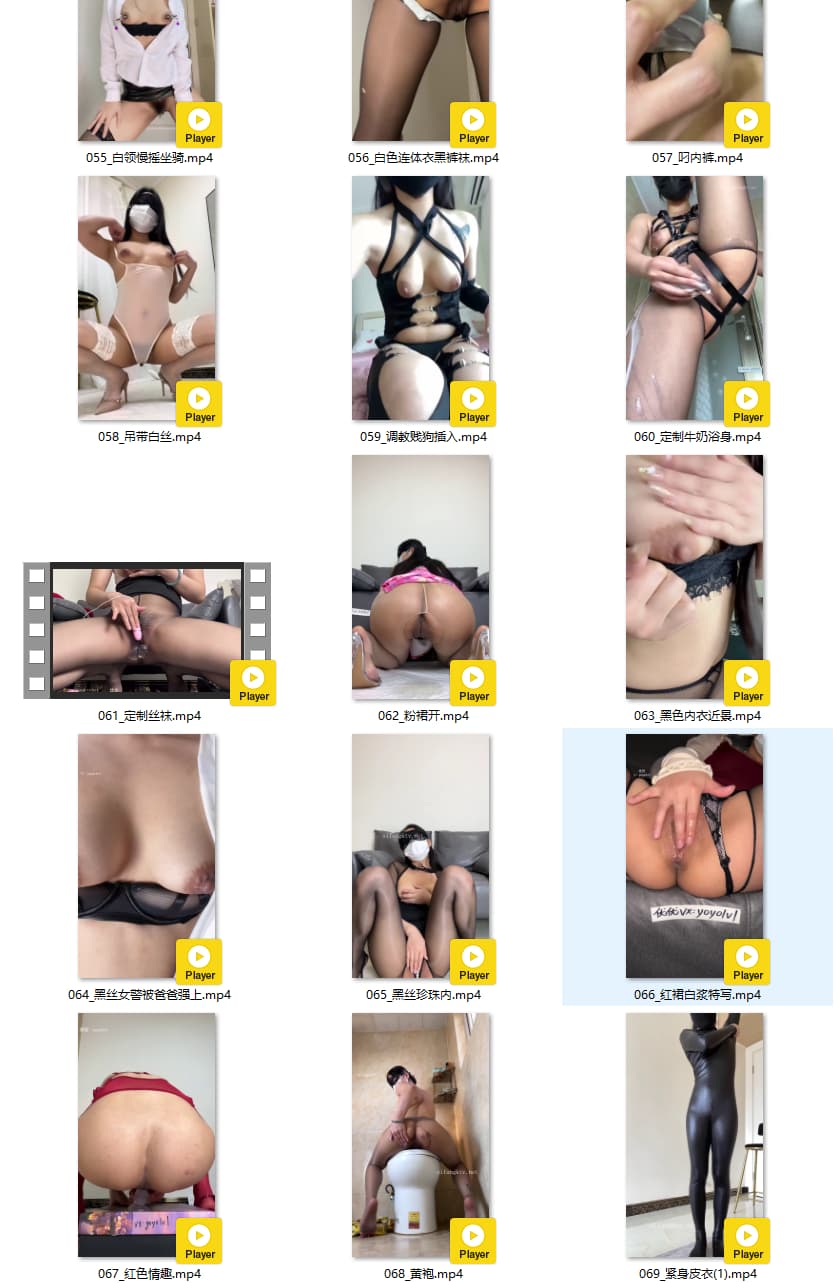 Player
Player
Player
055_白领慢摇坐骑.mp4
056_白色连体衣黑裤袜.mp4
057_叼内裤.mp4
Player
Player
Player
058_吊带白丝.mp4
059_调教贱狗插入.mp4
060_定制牛奶浴身.mp4
Player
Player
Player
061_定制丝袜.mp4
062_粉裙开.mp4
063_黑色内衣近景.mp4
vx:yoyolvl
Player
Player
Player
064_黑丝女警被爸爸强上.mp4
065_黑丝珍珠内.mp4
066_红裙白浆特写.mp4
vx:yoyolvl
Player
Player
Player
067_红色情趣.mp4
068_黄袍.mp4
069_紧身皮衣(1).mp4